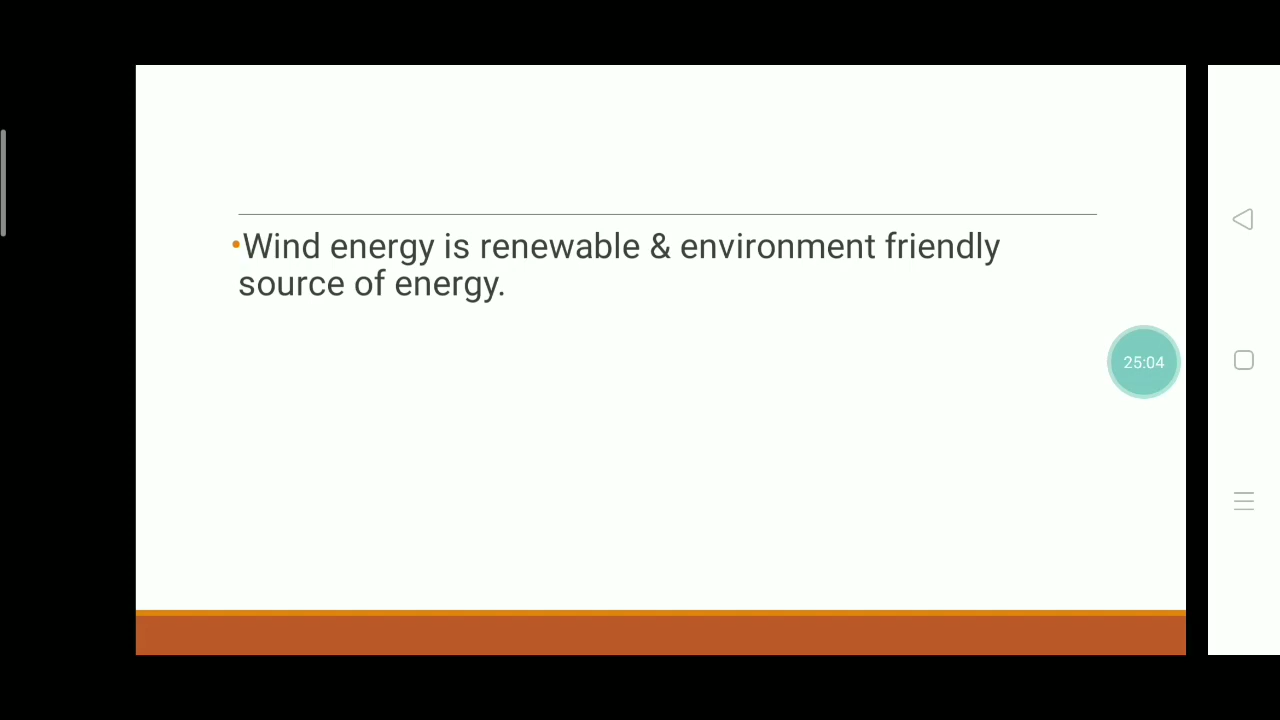 •Wind energy is renewable & environment friendly
source of energy.
25:04